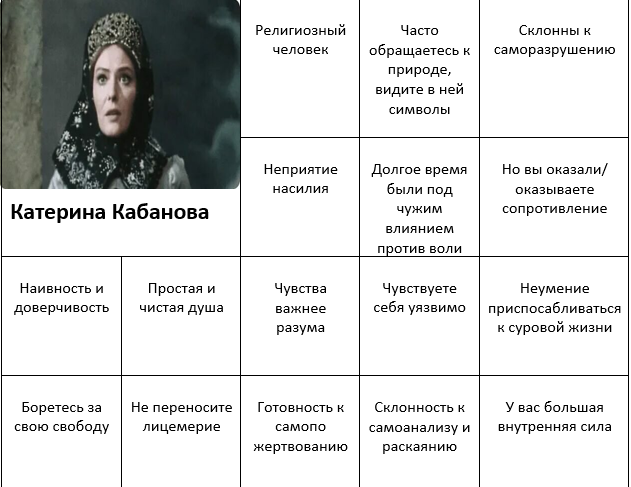 Религиозный
человек
Часто
обращаетесь к
природе,
видите в ней
символы
Склонны к
саморазрушению
Катерина Кабанова
Неприятие
насилия
Долгое время
были под
чужим
влиянием
против воли
Но вы оказали/
оказываете
сопротивление
Наивность и
доверчивость
Простая и
чистая душа
Чувства
важнее
разума
Чувствуете
себя уязвимо
Неумение
приспосабливаться
к суровой жизни
Боретесь за
свою свободу
Не переносите
лицемерие
Готовность к
самопо
жертвованию
Склонность к
самоанализу и
раскаянию
У вас большая
внутренняя сила